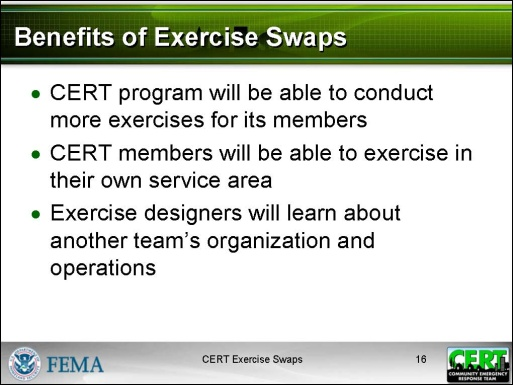 Benefits of Exercise Swaps
• CERT program will be able to conduct
more exercises for its members
• CERT members will be able to exercise in
their own service area
• Exercise designers will learn about
another team's organization and
operations
FEMA
CERT Exercise Swaps
16
CERT
COMMUNITY EMERGENCY
RESPONSE TEAM